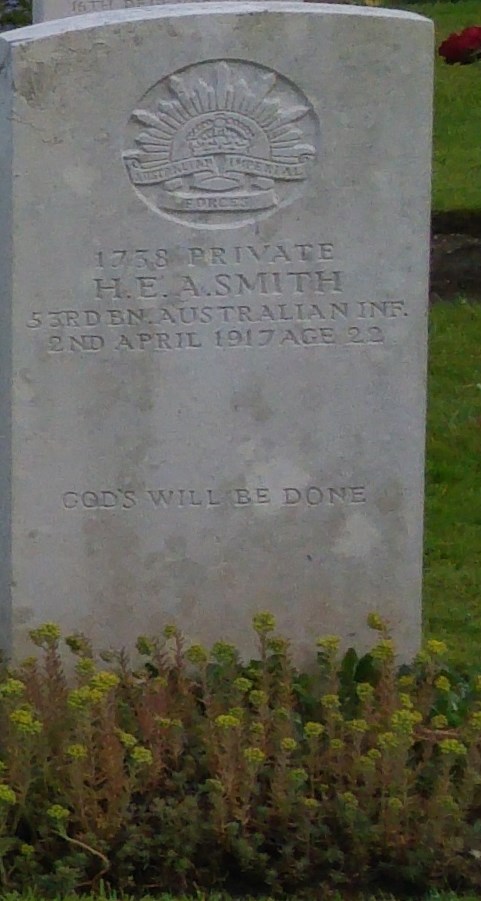 AUSTRALIAN IMPERIAL
FORCES
1738 PRIVATE
H.E.A.SMITH
53RD BN. AUSTRALIAN INF.
2ND APRIL 1917 AGE 22
GOD'S WILL BE DONE